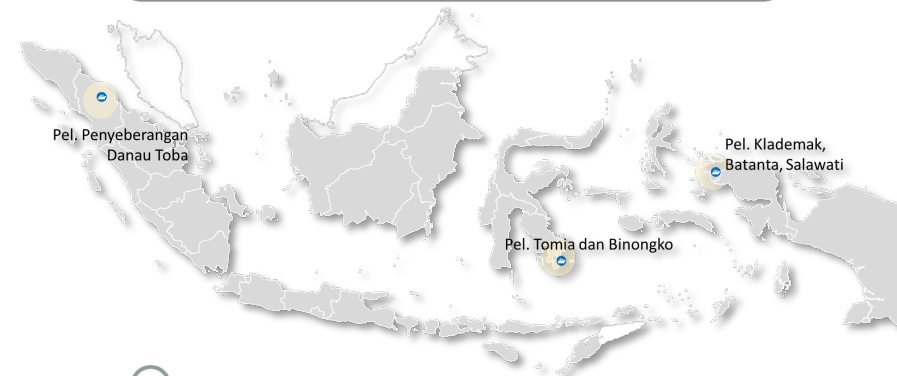 Pel. Penyeberangan
Danau Toba
Pel. Klademak,
Batanta, Salawati
Pel. Tomia dan Binongko